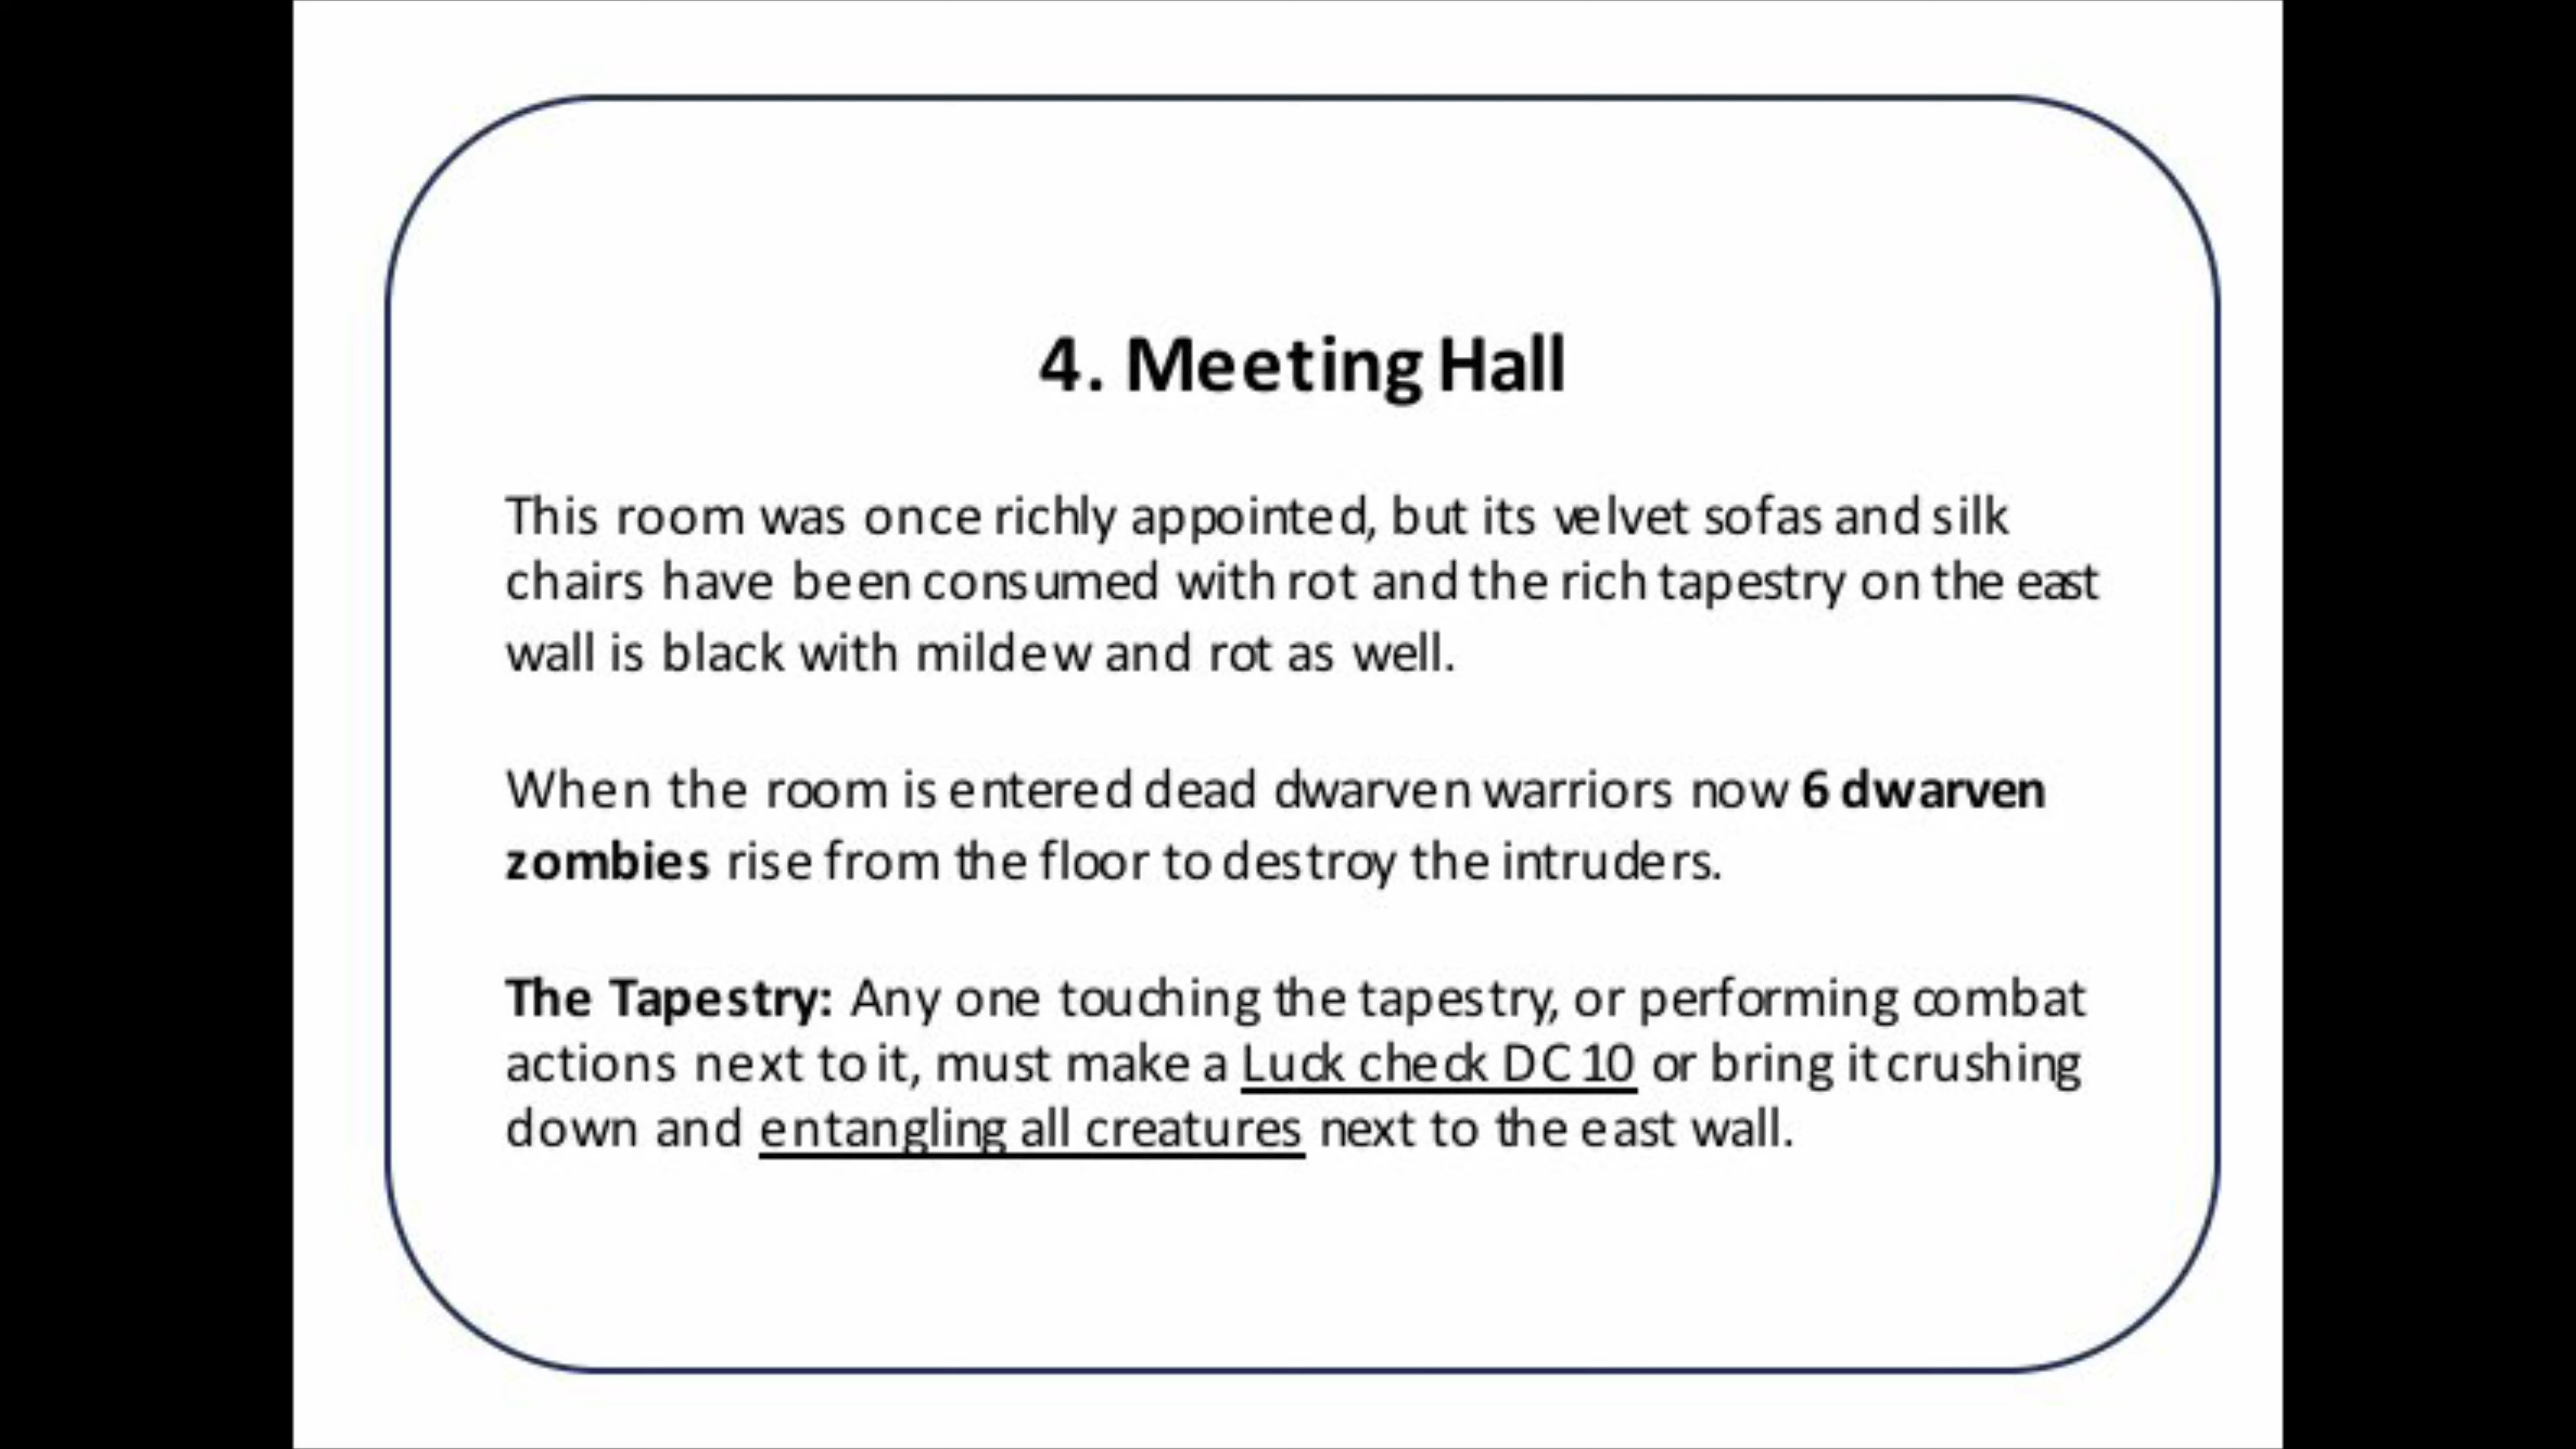 4. Meeting Hall
This room was once richly appointed, but its velvet sofas and silk
chairs have been consumed with rot and the rich tapestry on the east
wall is black with mildew and rot as well.
When the room is entered dead dwarven warriors now 6 dwarven
zombies rise from the floor to destroy the intruders.
The Tapestry: Any one touching the tapestry, or performing combat
actions next to it, must make a Luck check DC 10 or bring it crushing
down and entangling all creatures next to the east wall.